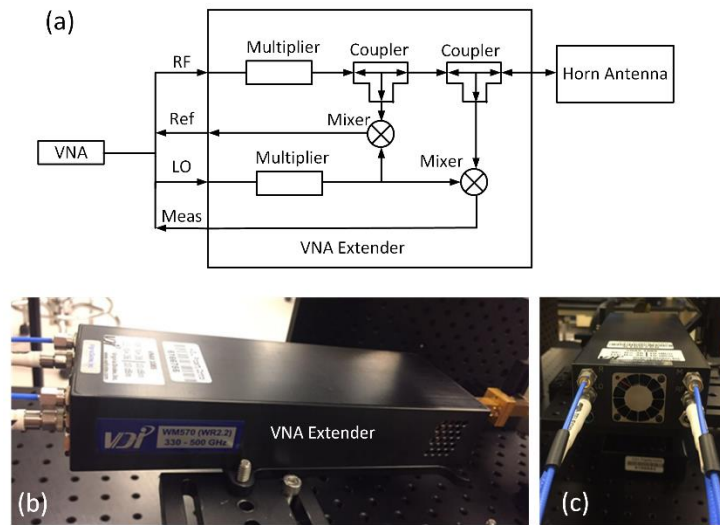 (a)
Multiplier
Coupler
Coupler
RF
Horn Antenna
Ref
Mixer
VNA
Multiplier
Mixer
LO
Meas
VNA Extender
VDi
WM570 (WR2.2)
330 - 500 GHz
VNA Extender
(b)
(c)